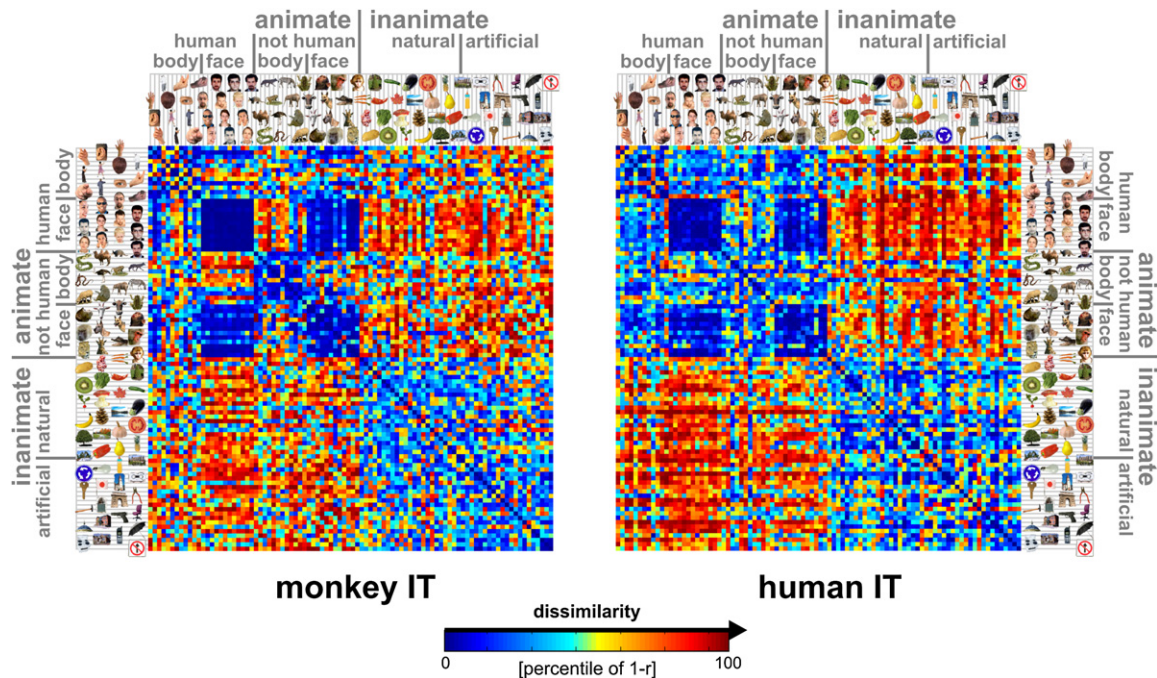 animate inanimate
human not human natural artificial
body face body face
animate inanimate
human not human natural artificial
body face body face
animate inanimate
human not human natural artificial
body face body face
human not human natural artificial
body face body face
animate inanimate
monkey IT
human IT
dissimilarity
0 [percentile of 1-r] 100